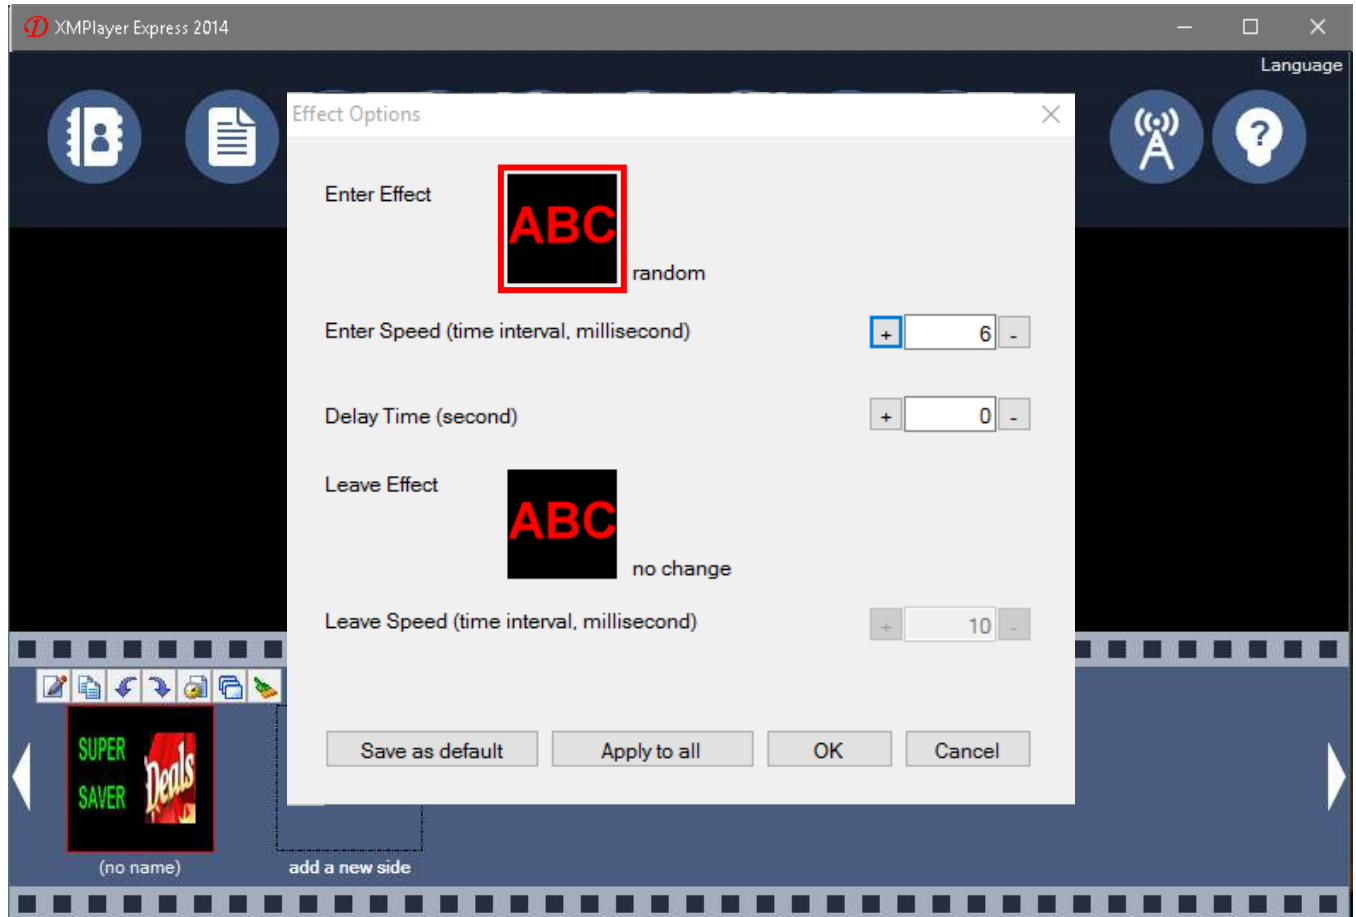 XMPlayer Express 2014
Language
Effect Options
Enter Effect
ABC
random
Enter Speed (time interval, millisecond)
+ 6 -
Delay Time (second)
+ 0 -
Leave Effect
ABC
no change
Leave Speed (time interval, millisecond)
+ 10 -
Save as default Apply to all OK Cancel
SUPER
SAVER
Deals
(no name)
add a new side